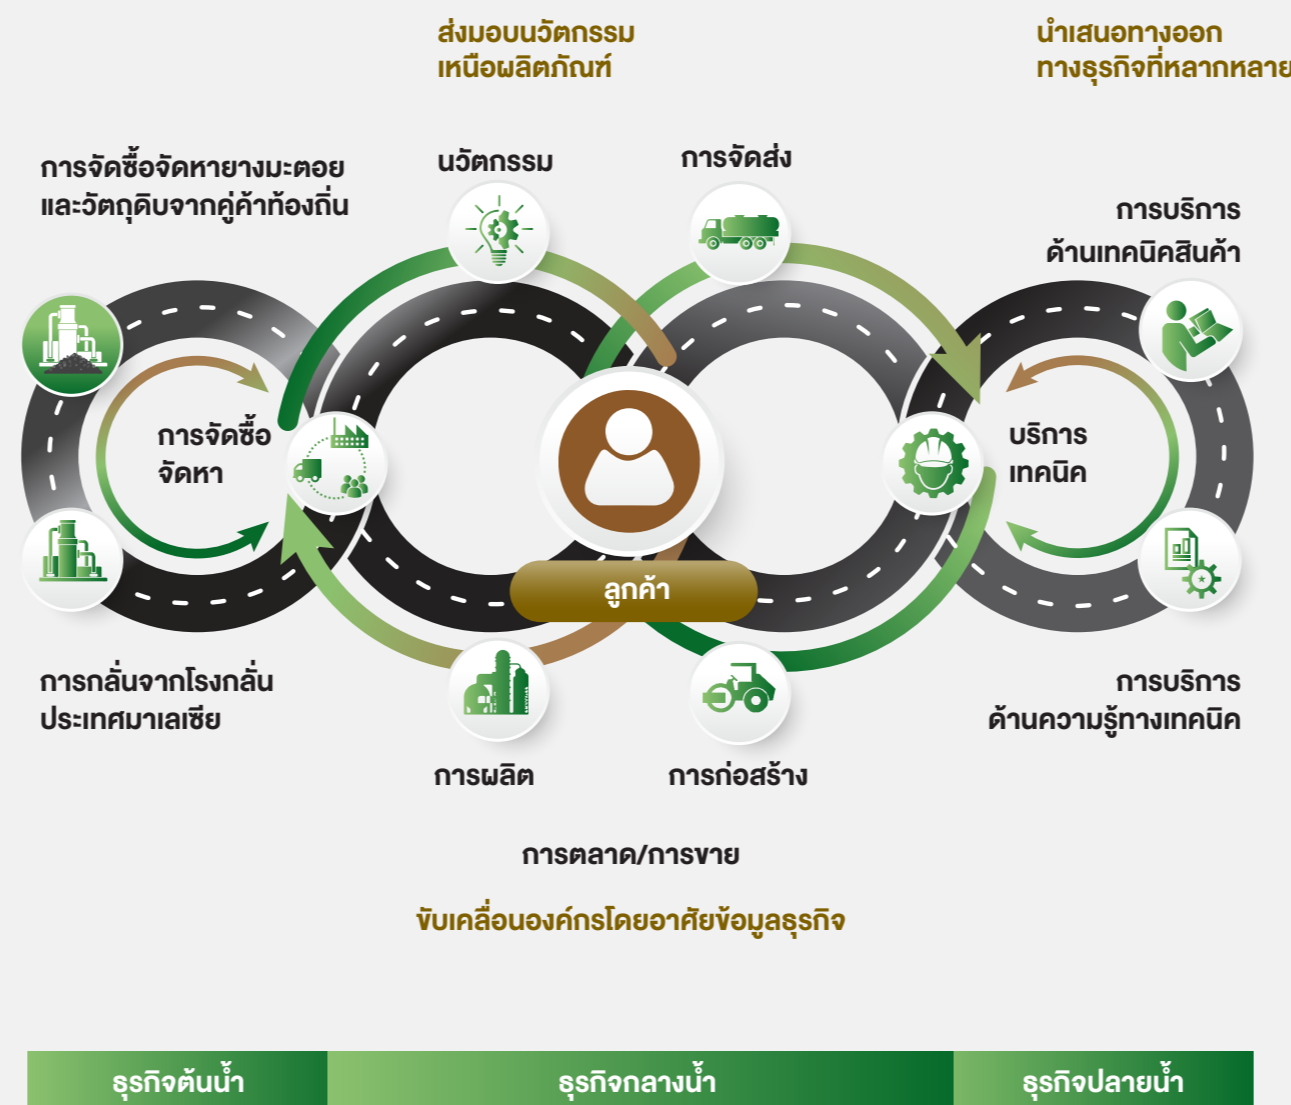 ส่งมอบนวัตกรรม
เหนือผลิตภัณฑ์
นำเสนอทางออก
ทางธุรกิจที่หลากหลาย
การจัดซื้อจัดหายางมะตอย
และวัตถุดิบจากคู่ค้าท้องถิ่น
นวัตกรรม
การจัดส่ง
การบริการ
ด้านเทคนิคสินค้า
การจัดซื้อ
จัดหา
บริการ
เทคนิค
ลูกค้า
การกลั่นจากโรงกลั่น
ประเทศมาเลเซีย
การบริการ
ด้านความรู้ทางเทคนิค
การผลิต
การก่อสร้าง
การตลาด/การขาย
ขับเคลื่อนองค์กรโดยอาศัยข้อมูลธุรกิจ
ธุรกิจต้นน้ำ
ธุรกิจกลางน้ำ
ธุรกิจปลายน้ำ